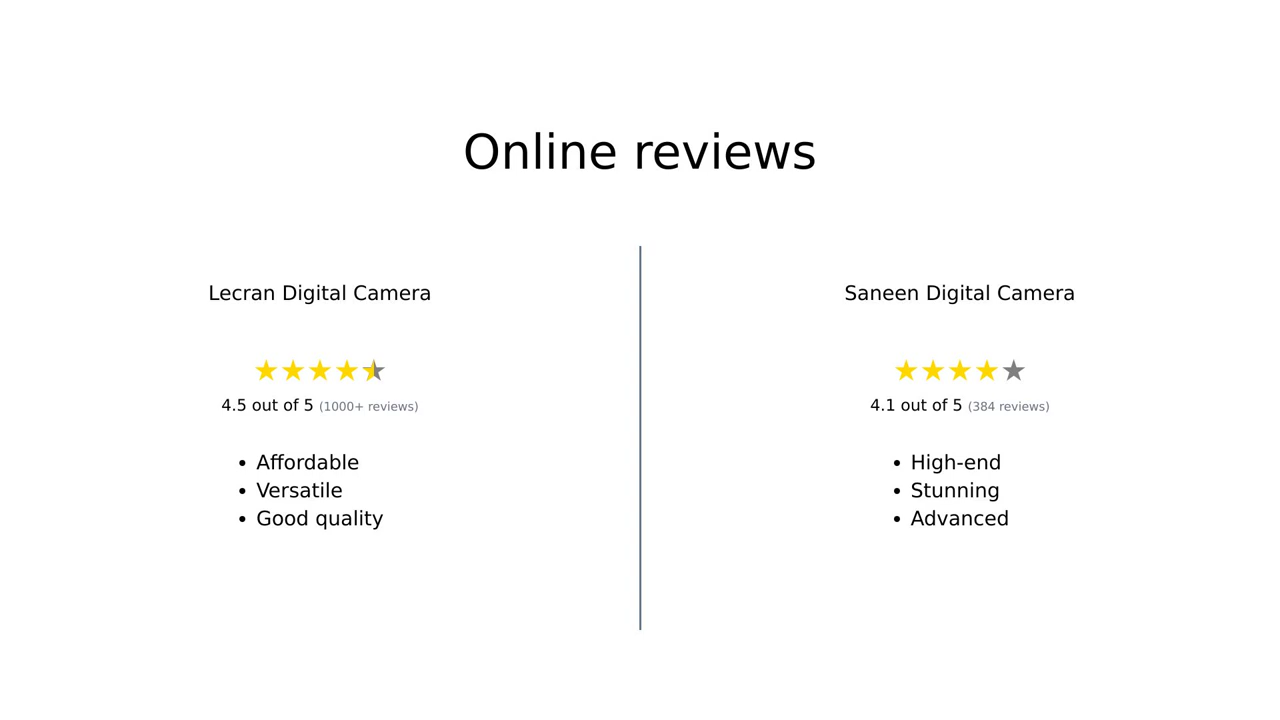 Online reviews
Lecran Digital Camera
4.5 out of 5 (1000+ reviews)
• Affordable
• Versatile
• Good quality
Saneen Digital Camera
4.1 out of 5 (384 reviews)
• High-end
• Stunning
• Advanced